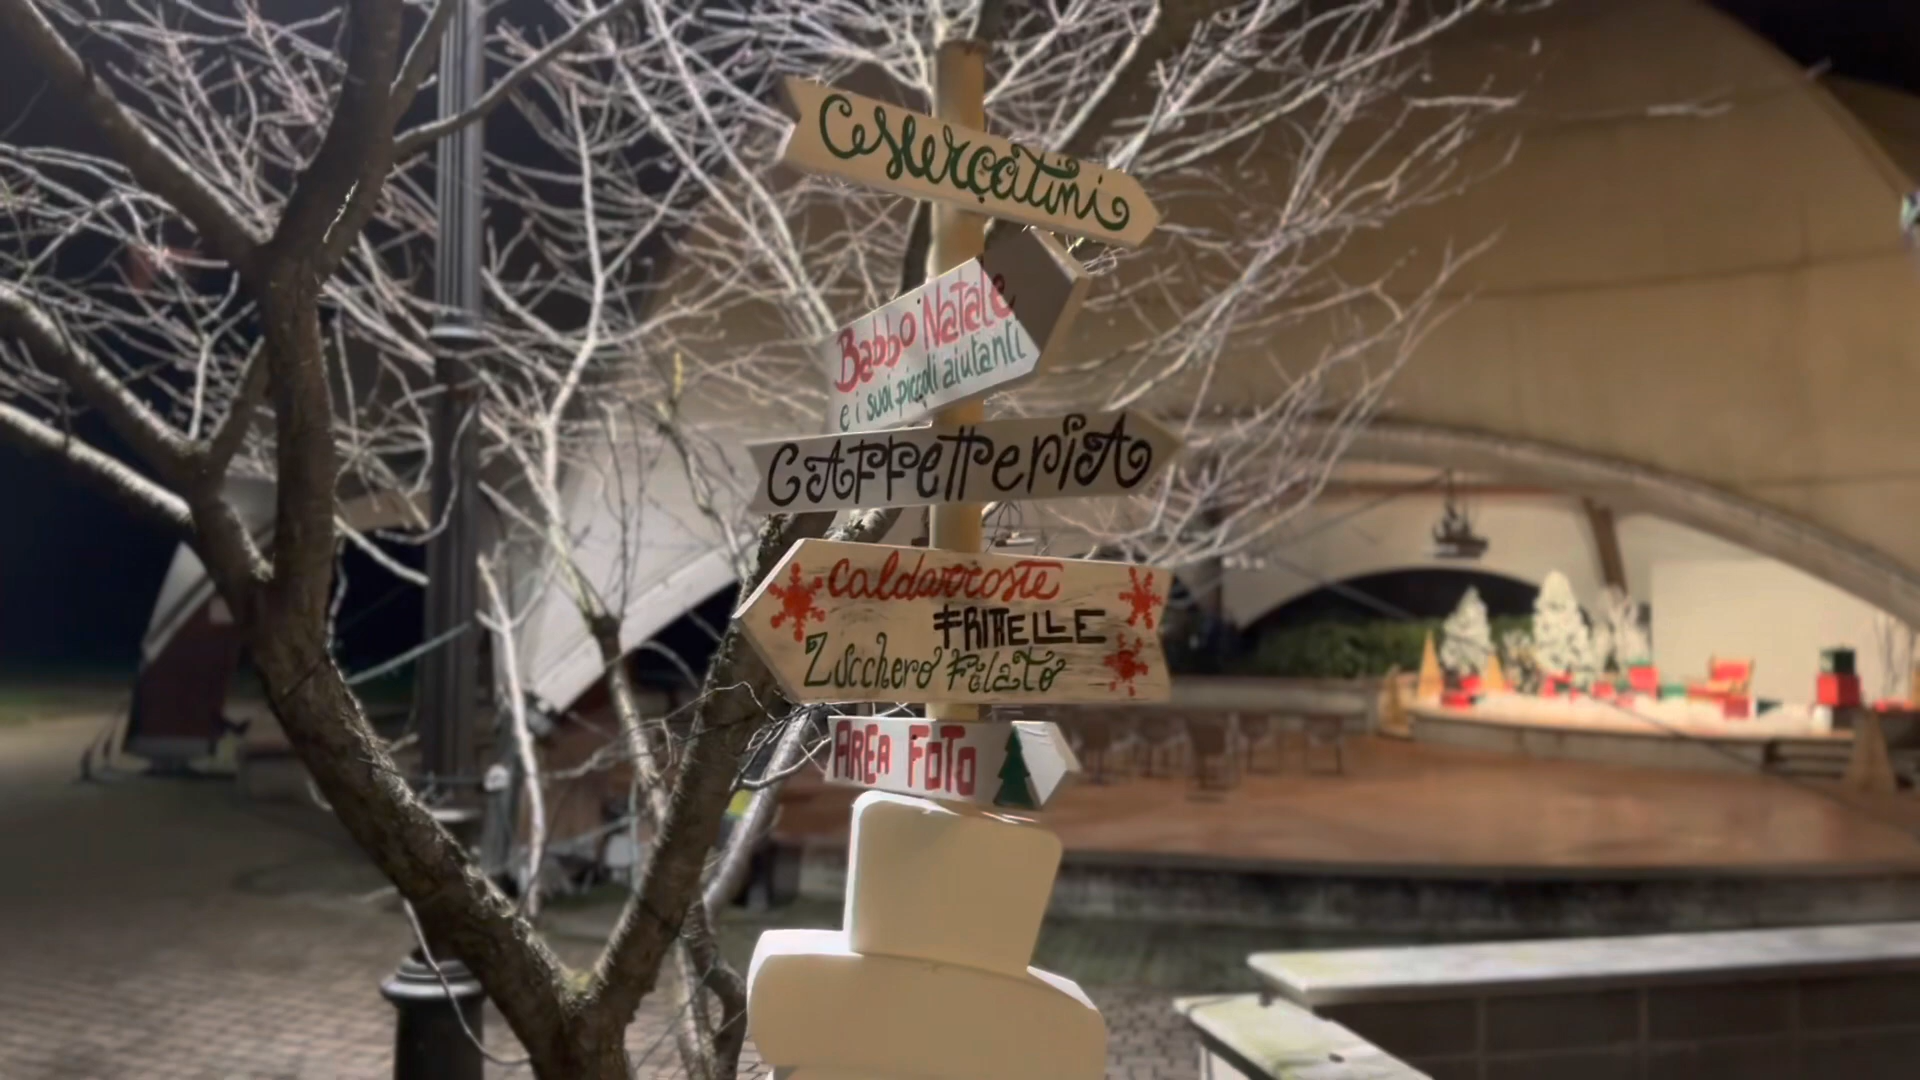 Mercatini
Babbo Natale
e i suoi piccoli aiutanti
CAFFetteriA
Caldarroste
FRITTELLE
Zucchero Filato
AREA FOTO